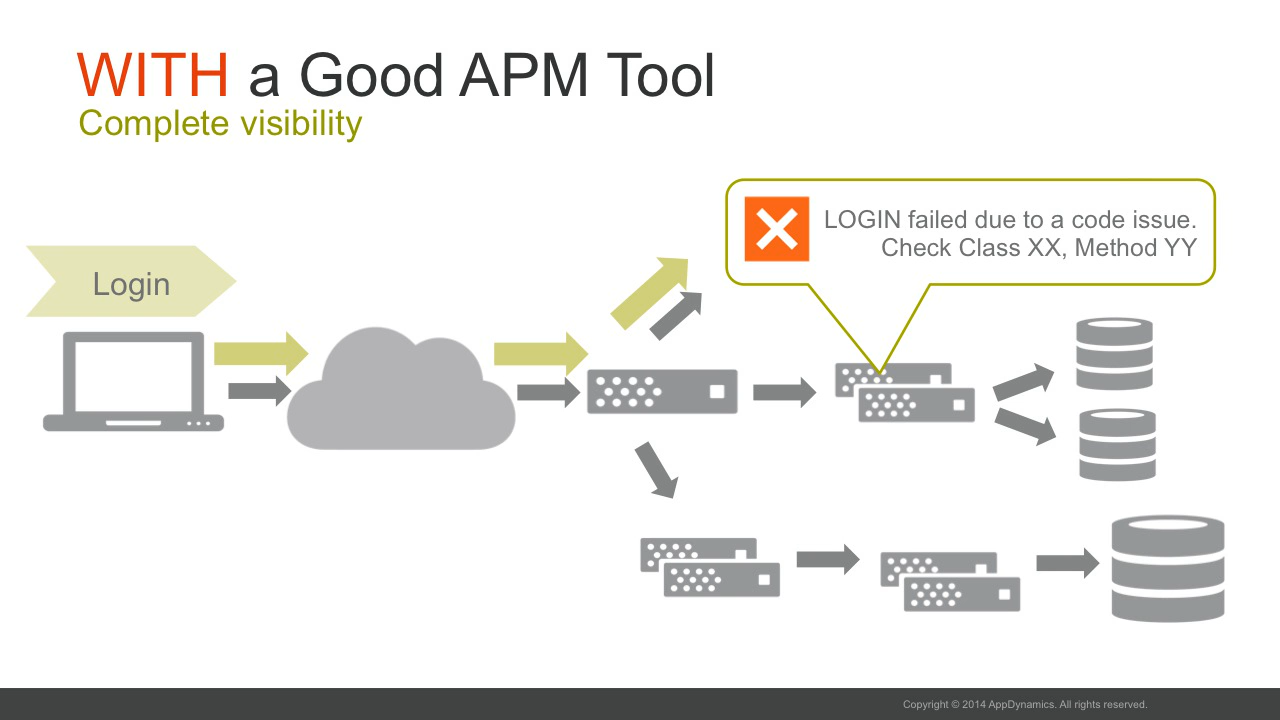 WITH a Good APM Tool
Complete visibility
LOGIN failed due to a code issue.
Check Class XX, Method YY
Login
Copyright © 2014 AppDynamics. All rights reserved.